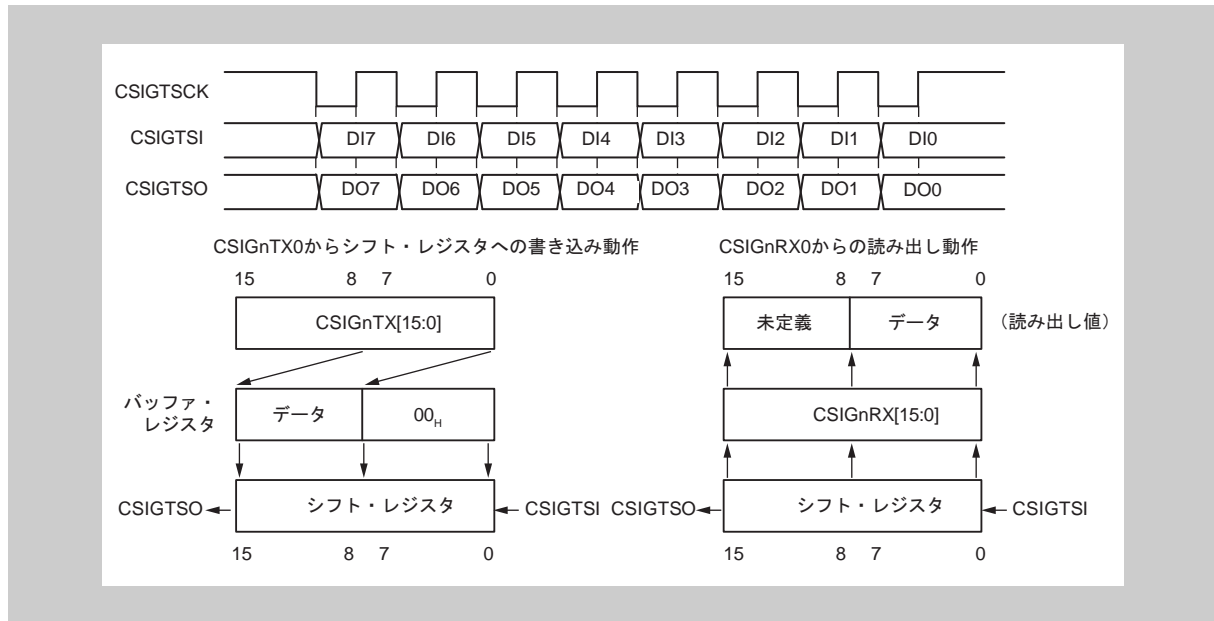 CSIGTSCK
CSIGTSI DI7 DI6 DI5 DI4 DI3 DI2 DI1 DI0
CSIGTSO DO7 DO6 DO5 DO4 DO3 DO2 DO1 DO0
CSIGnTX0からシフト・レジスタへの書き込み動作
15 8 7 0
CSIGnTX[15:0]
バッファ・
レジスタ
データ 00H
CSIGTSO シフト・レジスタ CSIGTSI
15 8 7 0
CSIGnRX0からの読み出し動作
15 8 7 0
未定義 データ (読み出し値)
CSIGnRX[15:0]
CSIGTSO シフト・レジスタ CSIGTSI
15 8 7 0